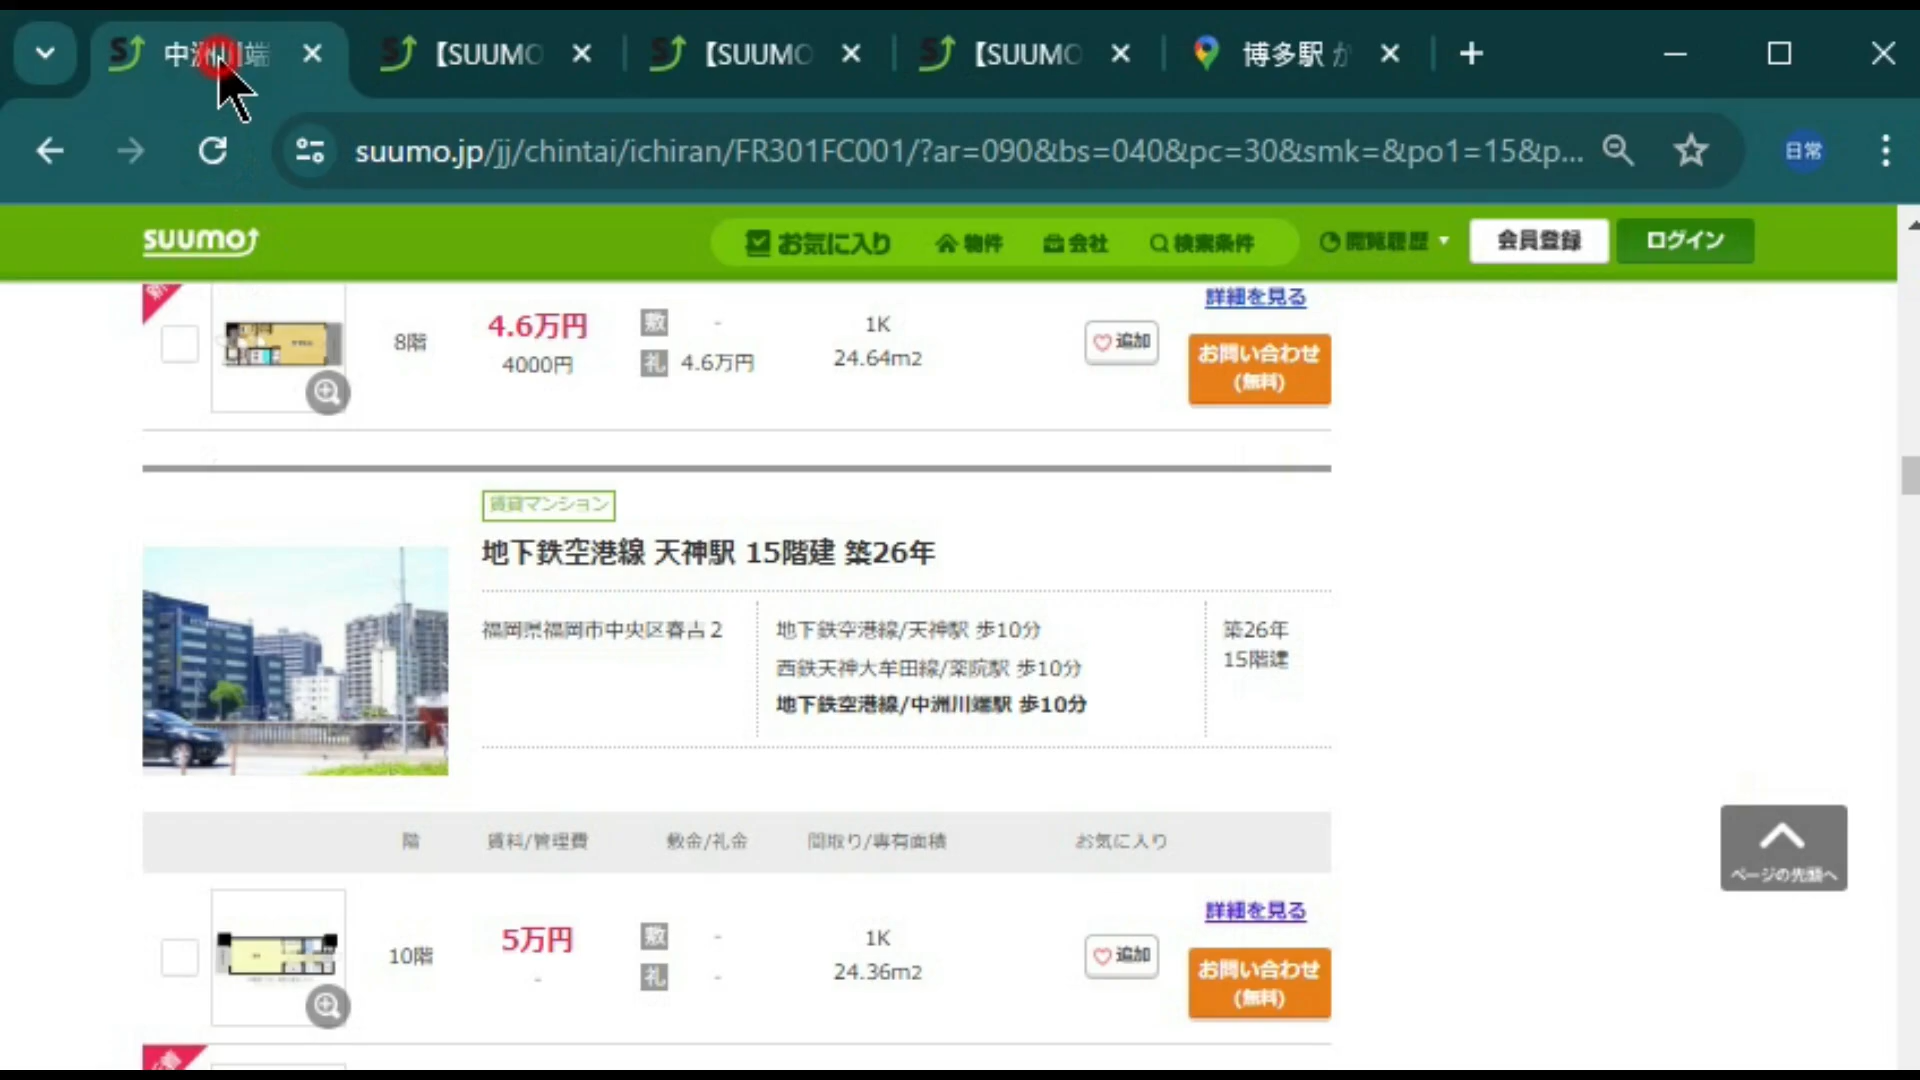 中洲川端
【SUUMO
【SUUMO
【SUUMO
博多駅 か
suumo.jp/jj/chintai/ichiran/FR301FC001/?ar=090&bs=040&pc=30&smk=&po1=15&p...
日常
suumo
お気に入り
物件
会社
検索条件
閲覧履歴
会員登録
ログイン
詳細を見る
8階
4.6万円
4000円
敷 -
礼 4.6万円
1K
24.64m2
追加
お問い合わせ
(無料)
賃貸マンション
地下鉄空港線 天神駅 15階建 築26年
福岡県福岡市中央区春吉2
地下鉄空港線/天神駅 歩10分
西鉄天神大牟田線/薬院駅 歩10分
地下鉄空港線/中洲川端駅 歩10分
築26年
15階建
階
賃料/管理費
敷金/礼金
間取り/専有面積
お気に入り
10階
5万円
-
敷 -
礼 -
1K
24.36m2
追加
詳細を見る
お問い合わせ
(無料)
ページの先頭へ